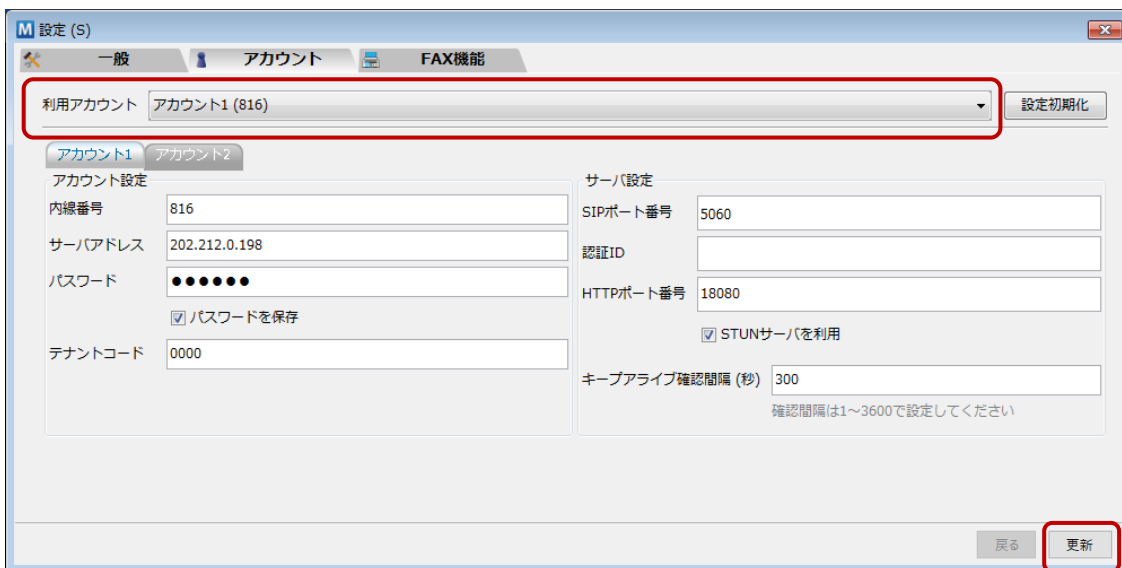 M 設定 (S)
一般 アカウント FAX機能
利用アカウント アカウント1 (816) 設定初期化
アカウント1 アカウント2
アカウント設定
内線番号 816
サーバアドレス 202.212.0.198
パスワード ●●●●●●
パスワードを保存
テナントコード 0000
サーバ設定
SIPポート番号 5060
認証ID
HTTPポート番号 18080
STUNサーバを利用
キープアライブ確認間隔 (秒) 300
確認間隔は1～3600で設定してください
戻る 更新